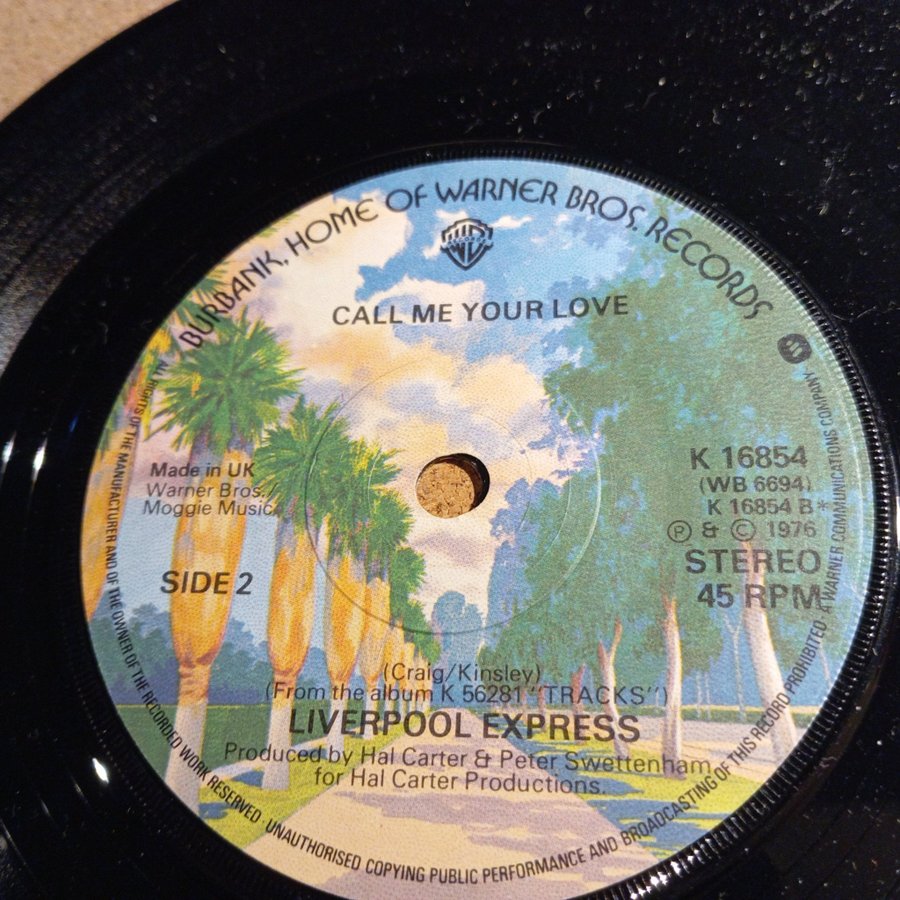 BURBANK, HOME OF WARNER BROS. RECORDS
RECORDS
CALL ME YOUR LOVE
Made in UK
Warner Bros./
Moggie Music
SIDE 2
K 16854
(WB 6694)
K 16854 B*
Ⓟ & © 1976
STEREO
45 RPM
(Craig/Kinsley)
(From the album K 56281 "TRACKS")
LIVERPOOL EXPRESS
Produced by Hal Carter & Peter Swettenham
for Hal Carter Productions.
ALL RIGHTS OF THE MANUFACTURER AND OF THE OWNER OF THE RECORDED WORK RESERVED · UNAUTHORISED COPYING PUBLIC PERFORMANCE AND BROADCASTING OF THIS RECORD PROHIBITED
A WARNER COMMUNICATIONS COMPANY